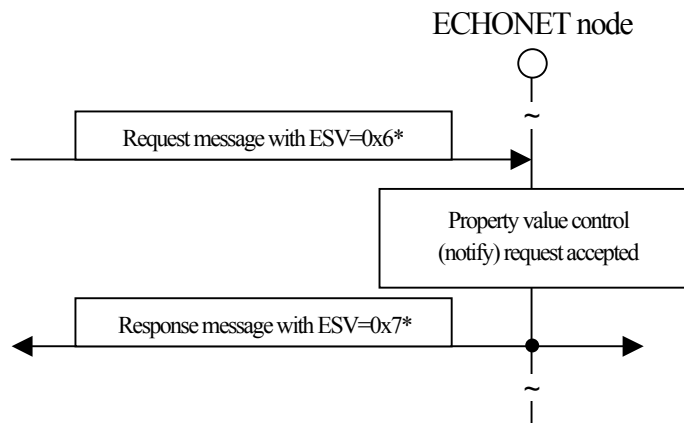 ECHONET node
~
Request message with ESV=0x6*
Property value control
(notify) request accepted
Response message with ESV=0x7*
~